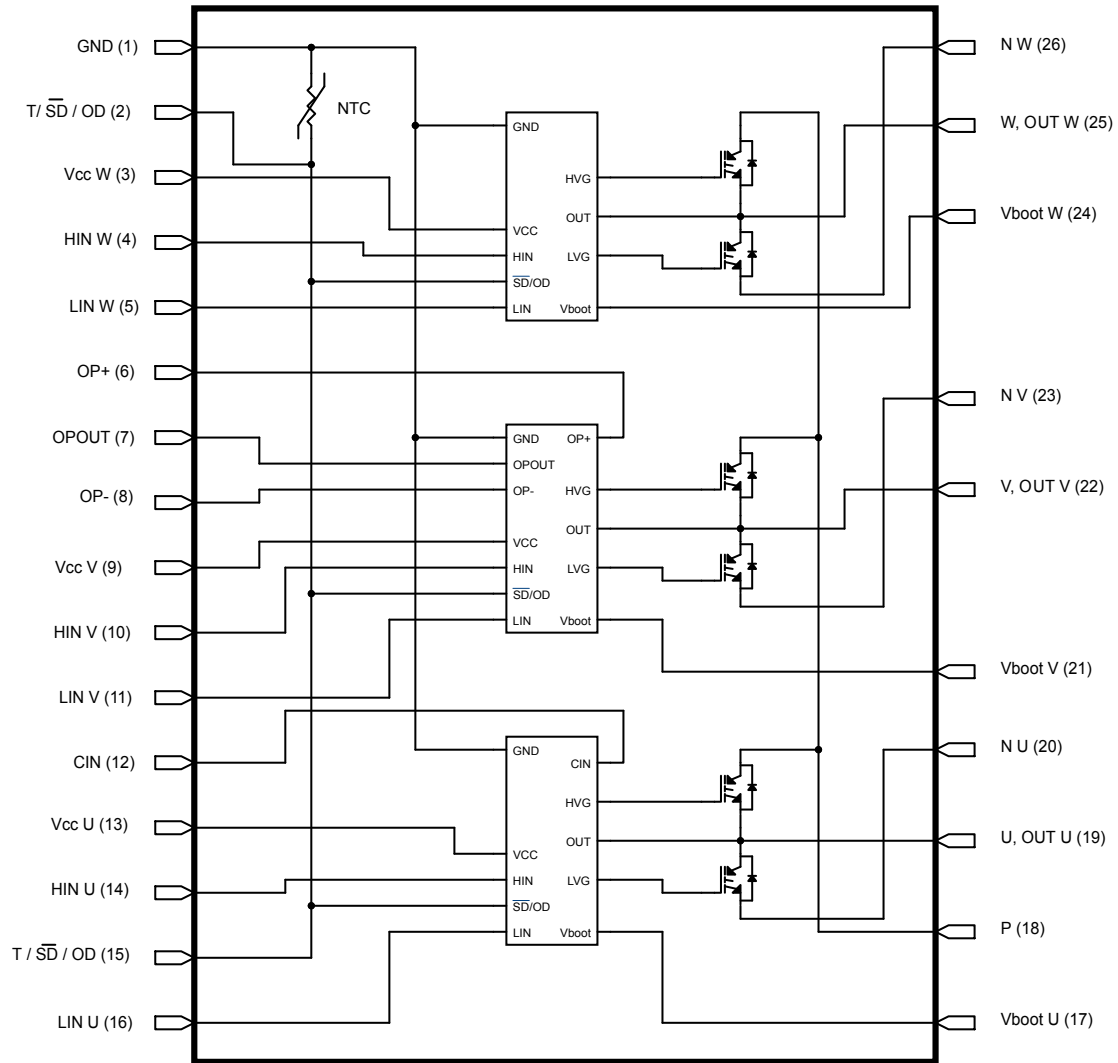 GND (1)
T/ SD / OD (2)
Vcc W (3)
HIN W (4)
LIN W (5)
OP+ (6)
OPOUT (7)
OP- (8)
Vcc V (9)
HIN V (10)
LIN V (11)
CIN (12)
Vcc U (13)
HIN U (14)
T / SD / OD (15)
LIN U (16)
NTC
GND
HVG
OUT
VCC
HIN
LVG
SD/OD
LIN
Vboot
GND
OP+
OPOUT
OP-
HVG
OUT
VCC
HIN
LVG
SD/OD
LIN
Vboot
GND
CIN
HVG
OUT
VCC
HIN
LVG
SD/OD
LIN
Vboot
N W (26)
W, OUT W (25)
Vboot W (24)
N V (23)
V, OUT V (22)
Vboot V (21)
N U (20)
U, OUT U (19)
P (18)
Vboot U (17)